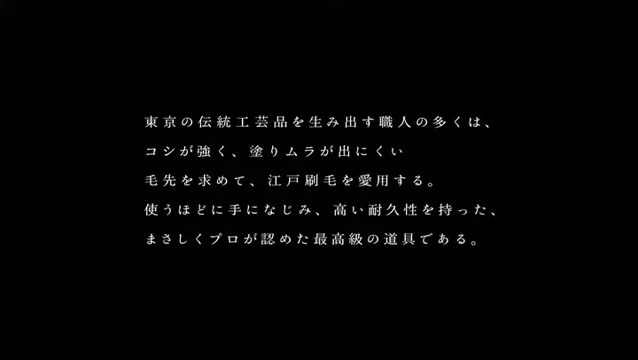 東京の伝統工芸品を生み出す職人の多くは、
コシが強く、塗りムラが出にくい
毛先を求めて、江戸刷毛を愛用する。
使うほどに手になじみ、高い耐久性を持った、
まさしくプロが認めた最高級の道具である。